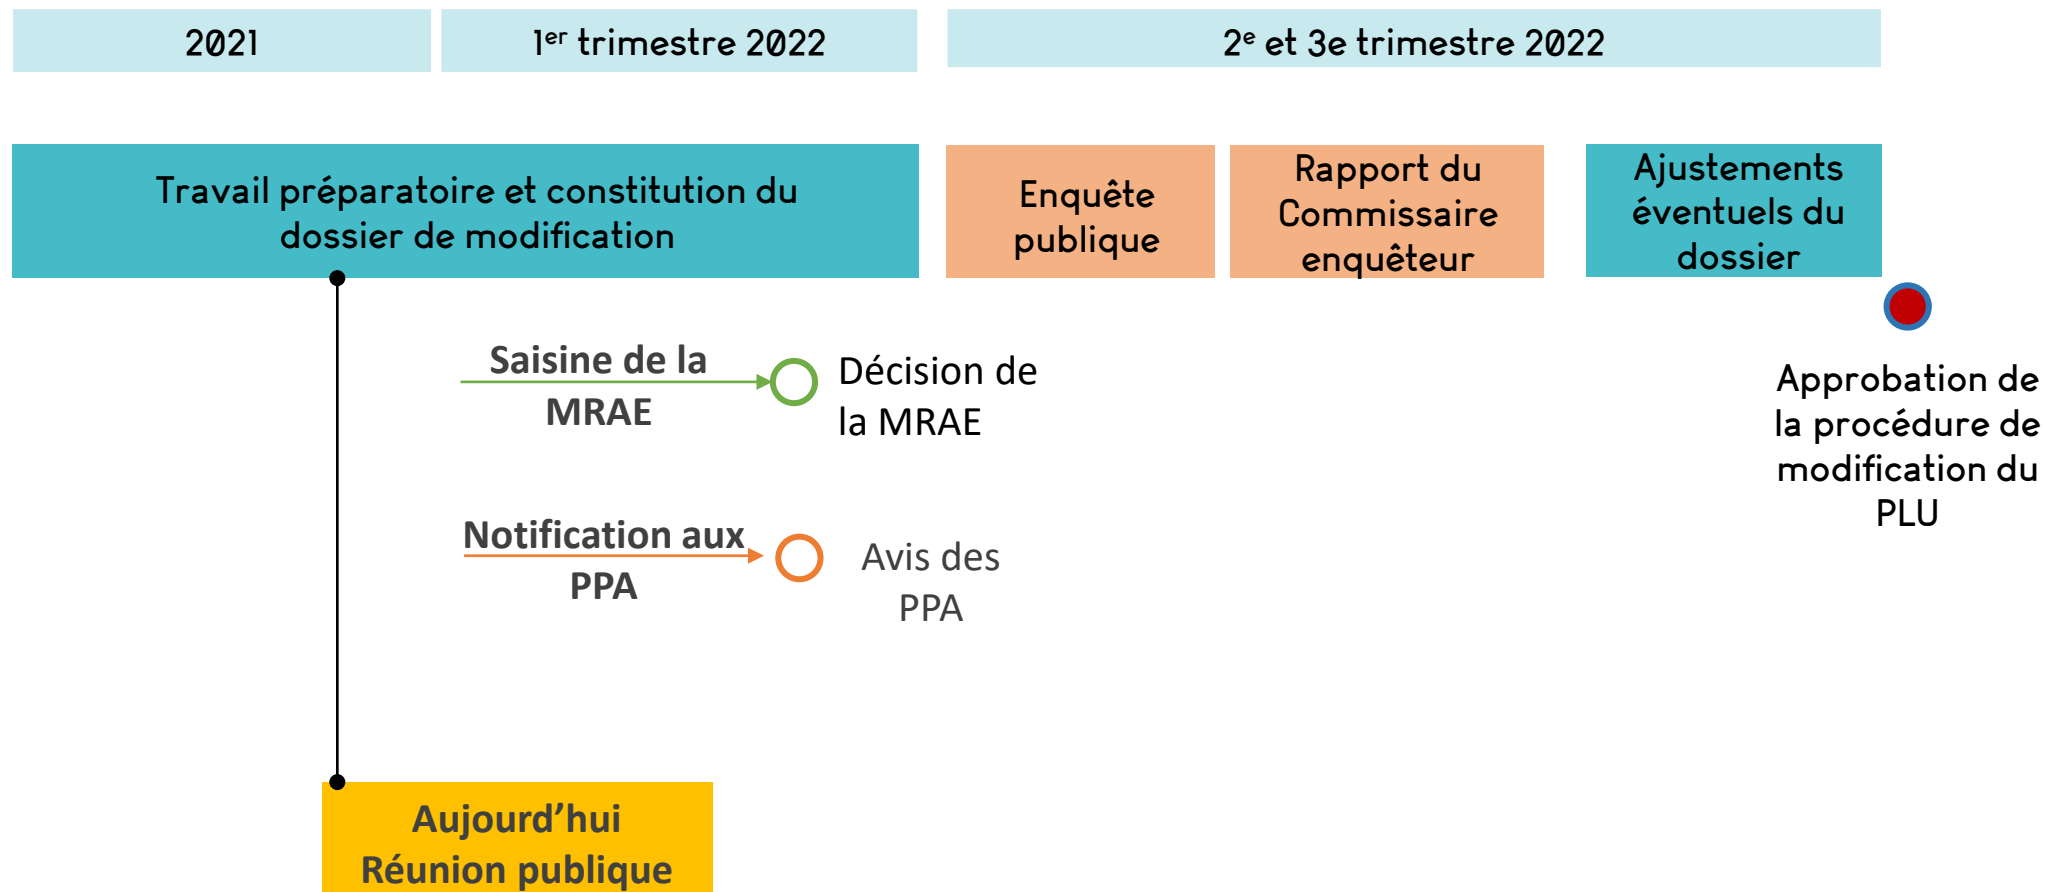 2021
1er trimestre 2022
2e et 3e trimestre 2022
Travail préparatoire et constitution du
dossier de modification
Enquête
publique
Rapport du
Commissaire
enquêteur
Ajustements
éventuels du
dossier
Saisine de la
MRAE
Décision de
la MRAE
Approbation de
la procédure de
modification du
PLU
Notification aux
PPA
Avis des
PPA
Aujourd’hui
Réunion publique